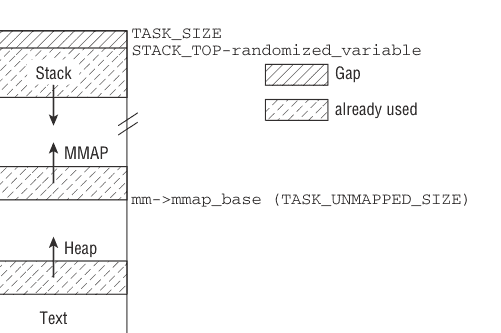 TASK_SIZE
STACK_TOP-randomized_variable
Stack
Gap
already used
MMAP
mm->mmap_base (TASK_UNMAPPED_SIZE)
Heap
Text